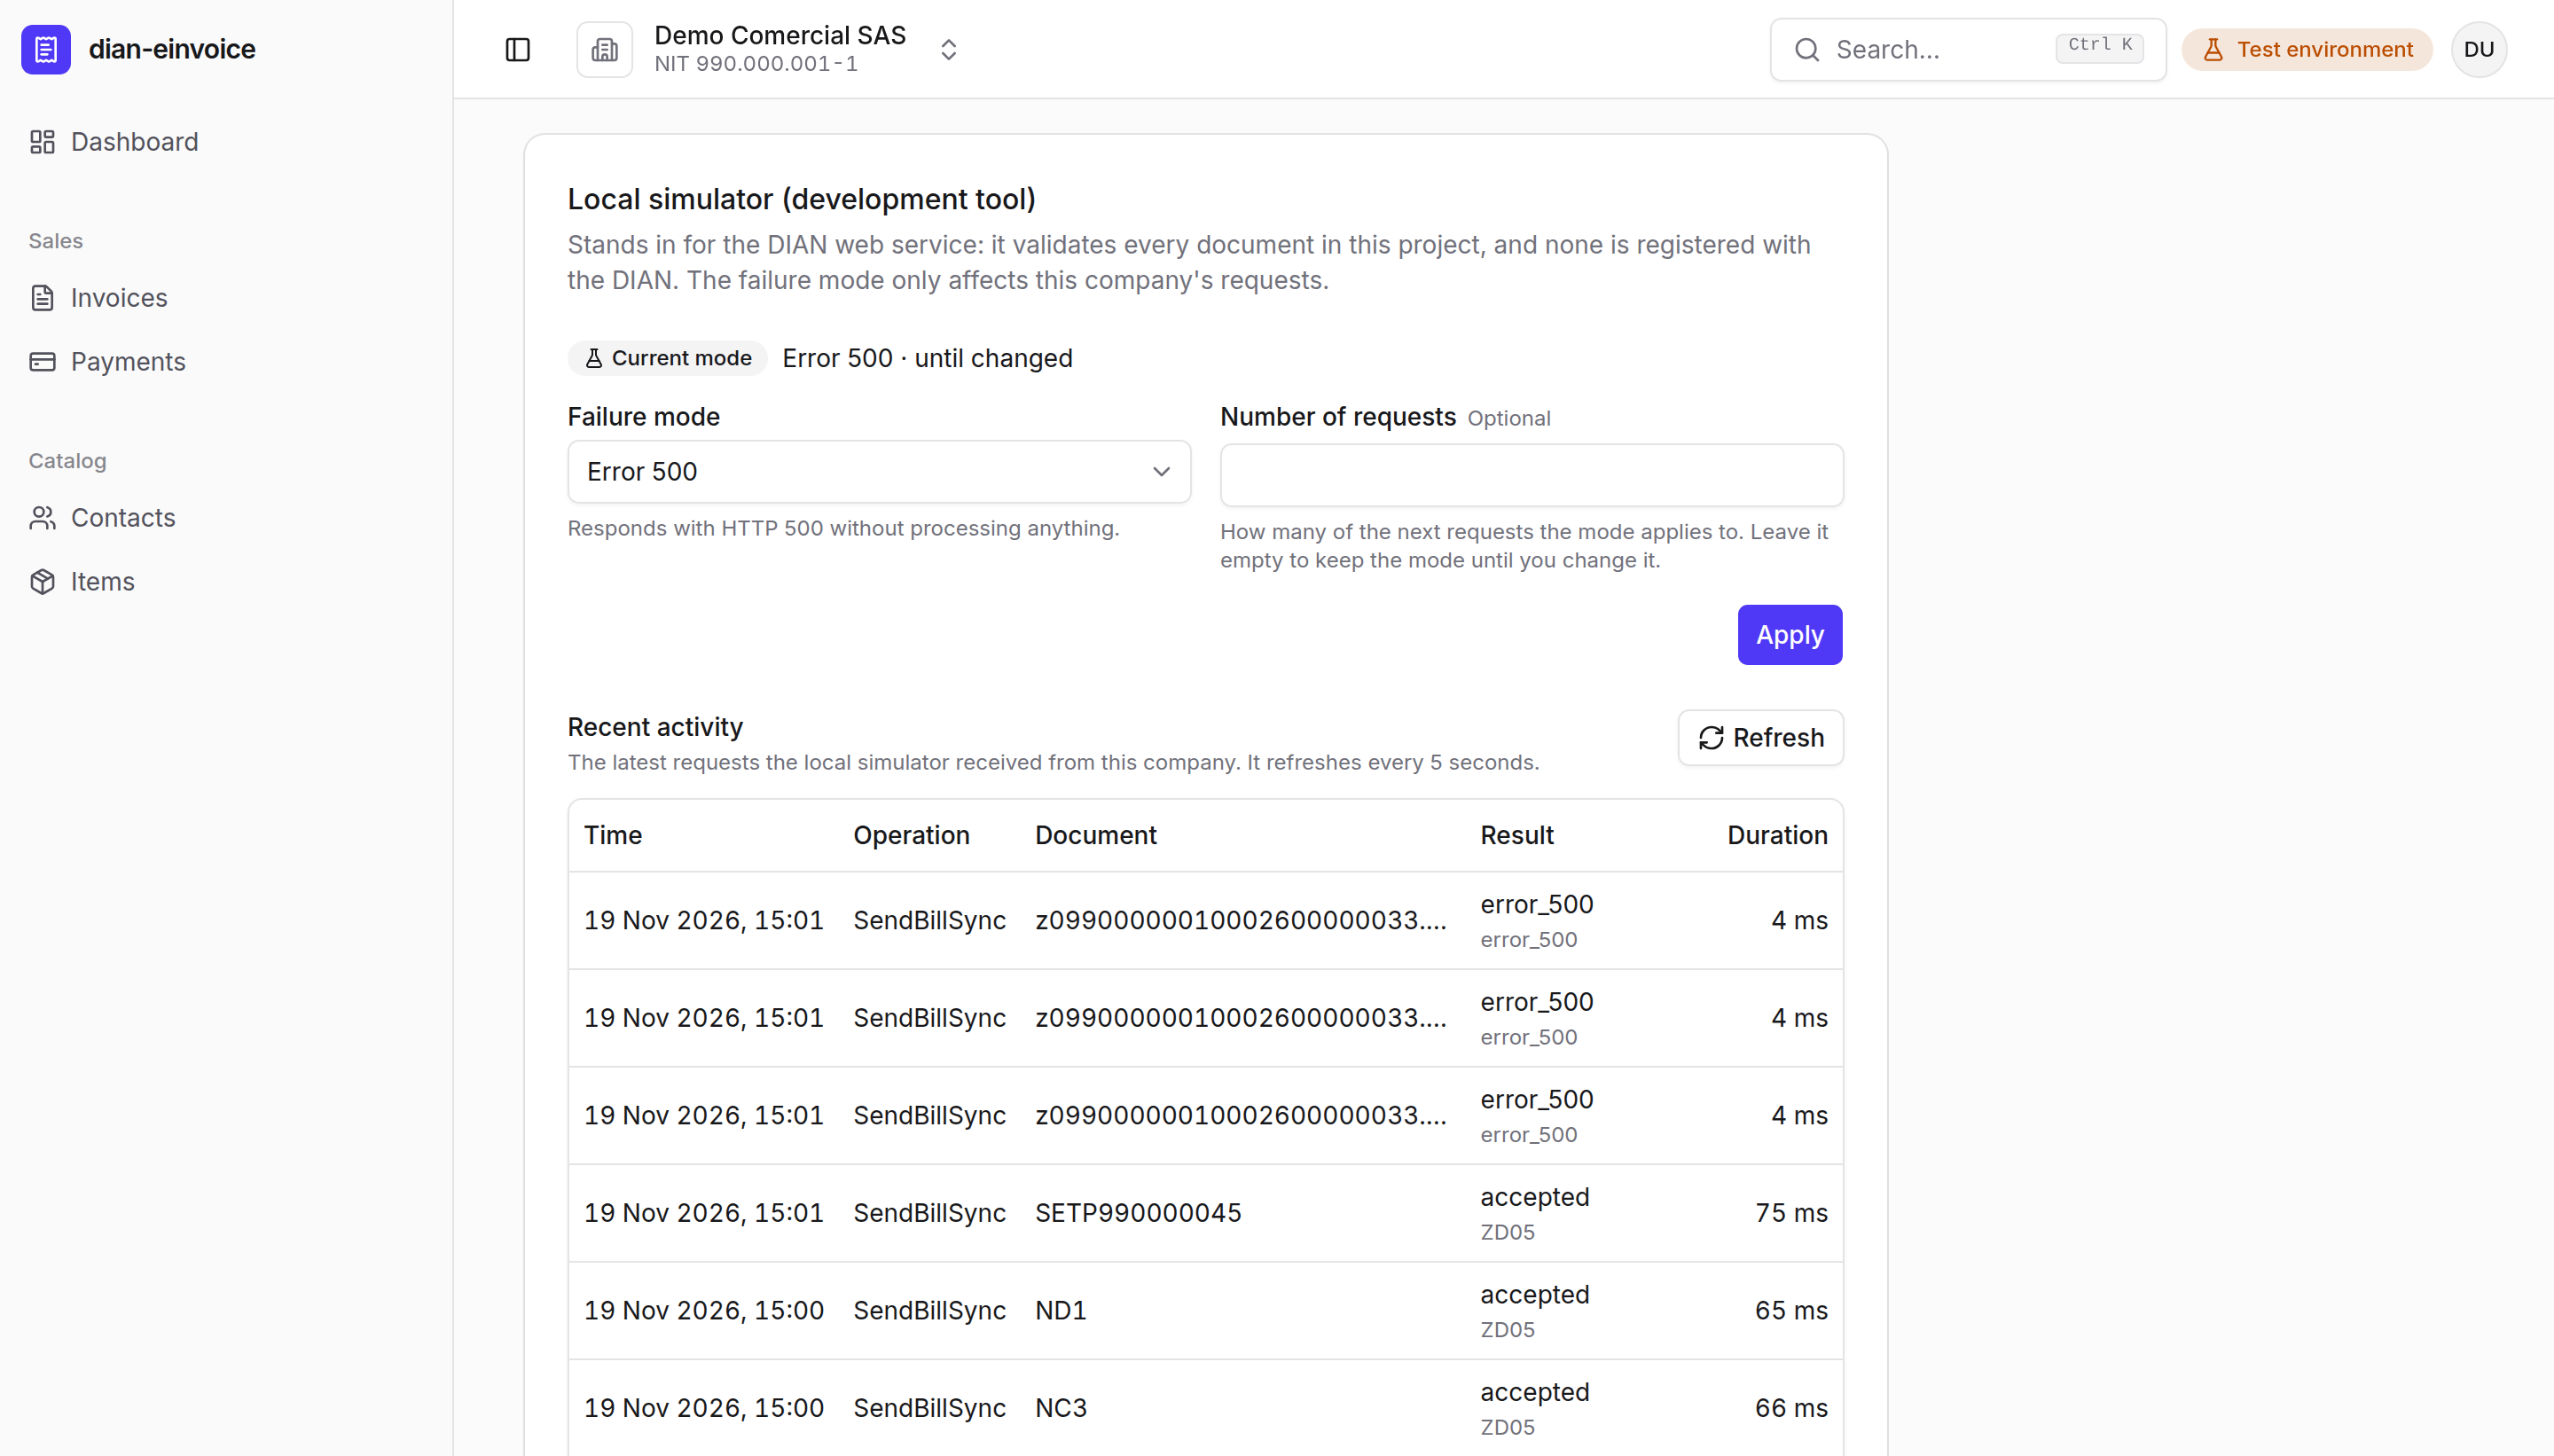 dian-einvoice
Demo Comercial SAS
NIT 990.000.001-1
Search...
Ctrl K
Test environment
DU
Dashboard
Sales
Invoices
Payments
Catalog
Contacts
Items
Local simulator (development tool)
Stands in for the DIAN web service: it validates every document in this project, and none is registered with
the DIAN. The failure mode only affects this company's requests.
Current mode
Error 500 · until changed
Failure mode
Error 500
Responds with HTTP 500 without processing anything.
Number of requests Optional
How many of the next requests the mode applies to. Leave it
empty to keep the mode until you change it.
Apply
Recent activity
The latest requests the local simulator received from this company. It refreshes every 5 seconds.
Refresh
Time Operation Document Result Duration
19 Nov 2026, 15:01 SendBillSync z09900000010002600000033.... error_500 4 ms
error_500
19 Nov 2026, 15:01 SendBillSync z09900000010002600000033.... error_500 4 ms
error_500
19 Nov 2026, 15:01 SendBillSync z09900000010002600000033.... error_500 4 ms
error_500
19 Nov 2026, 15:01 SendBillSync SETP990000045 accepted 75 ms
ZD05
19 Nov 2026, 15:00 SendBillSync ND1 accepted 65 ms
ZD05
19 Nov 2026, 15:00 SendBillSync NC3 accepted 66 ms
ZD05